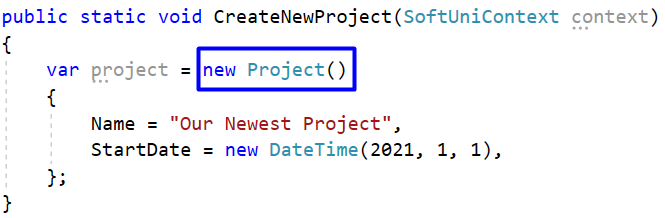 public static void CreateNewProject(SoftUniContext context)
{
var project = new Project()
{
Name = "Our Newest Project",
StartDate = new DateTime(2021, 1, 1),
};
}